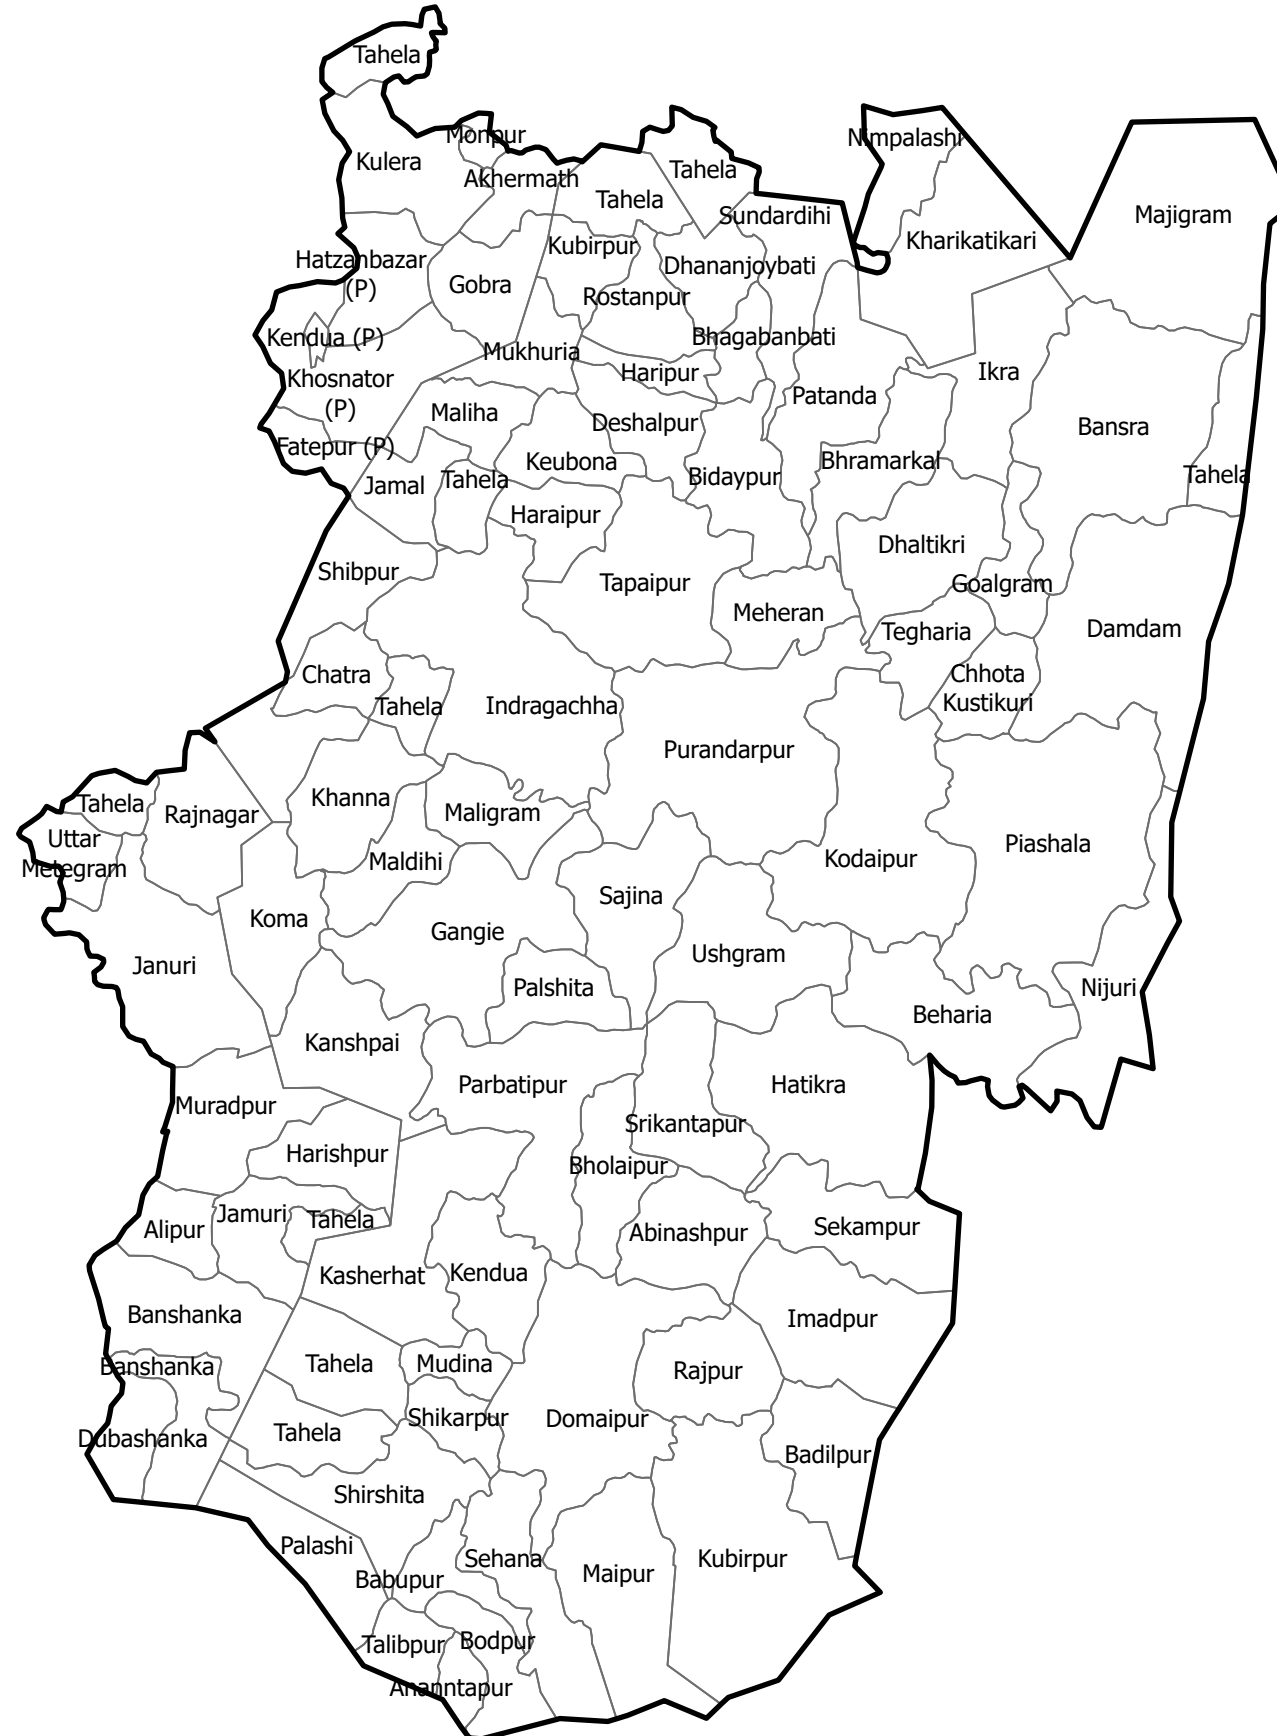 Tahela
Monpur
Nimpalashi
Kulera
Akhermath
Tahela
Tahela
Sundardihi
Majigram
Kharikatikari
Hatzanbazar
(P)
Kubirpur
Dhananjoybati
Gobra
Rostanpur
Kendua (P)
Mukhuria
Bhagabanbati
Khosnator
(P)
Haripur
Ikra
Patanda
Maliha
Deshalpur
Bansra
Fatepur (P)
Keubona
Bhramarkal
Jamal
Tahela
Bidaypur
Tahela
Haraipur
Dhaltikri
Shibpur
Tapaipur
Goalgram
Meheran
Tegharia
Damdam
Chatra
Chhota
Kustikuri
Tahela
Indragachha
Purandarpur
Tahela
Rajnagar
Khanna
Maligram
Uttar
Metegram
Maldihi
Kodaipur
Piashala
Koma
Sajina
Gangie
Januri
Ushgram
Palshita
Nijuri
Beharia
Kanshpai
Parbatipur
Hatikra
Muradpur
Srikantapur
Harishpur
Bholaipur
Jamuri
Tahela
Alipur
Abinashpur
Sekampur
Kasherhat
Kendua
Banshanka
Imadpur
Banshanka
Tahela
Mudina
Rajpur
Shikarpur
Domaipur
Dubashanka
Tahela
Badilpur
Shirshita
Palashi
Sehana
Kubirpur
Babupur
Maipur
Talibpur
Bodpur
Ananntapur